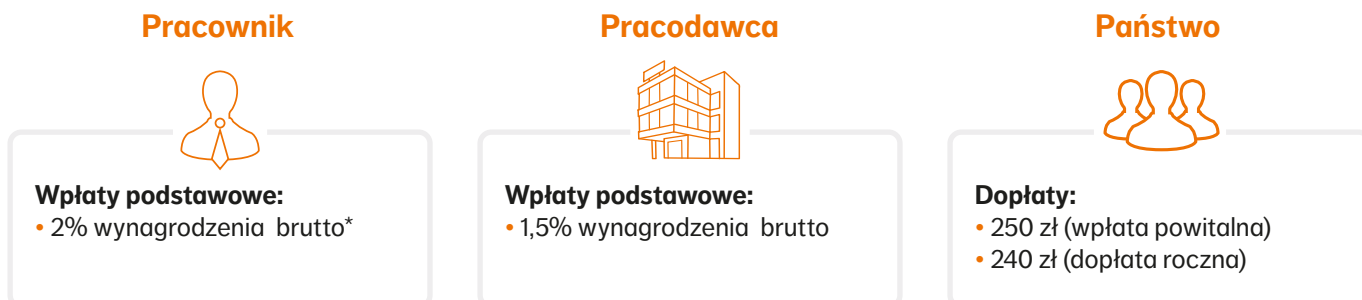 Pracownik
Wpłaty podstawowe:
• 2% wynagrodzenia brutto*
Pracodawca
Wpłaty podstawowe:
• 1,5% wynagrodzenia brutto
Państwo
Dopłaty:
• 250 zł (wpłata powitalna)
• 240 zł (dopłata roczna)